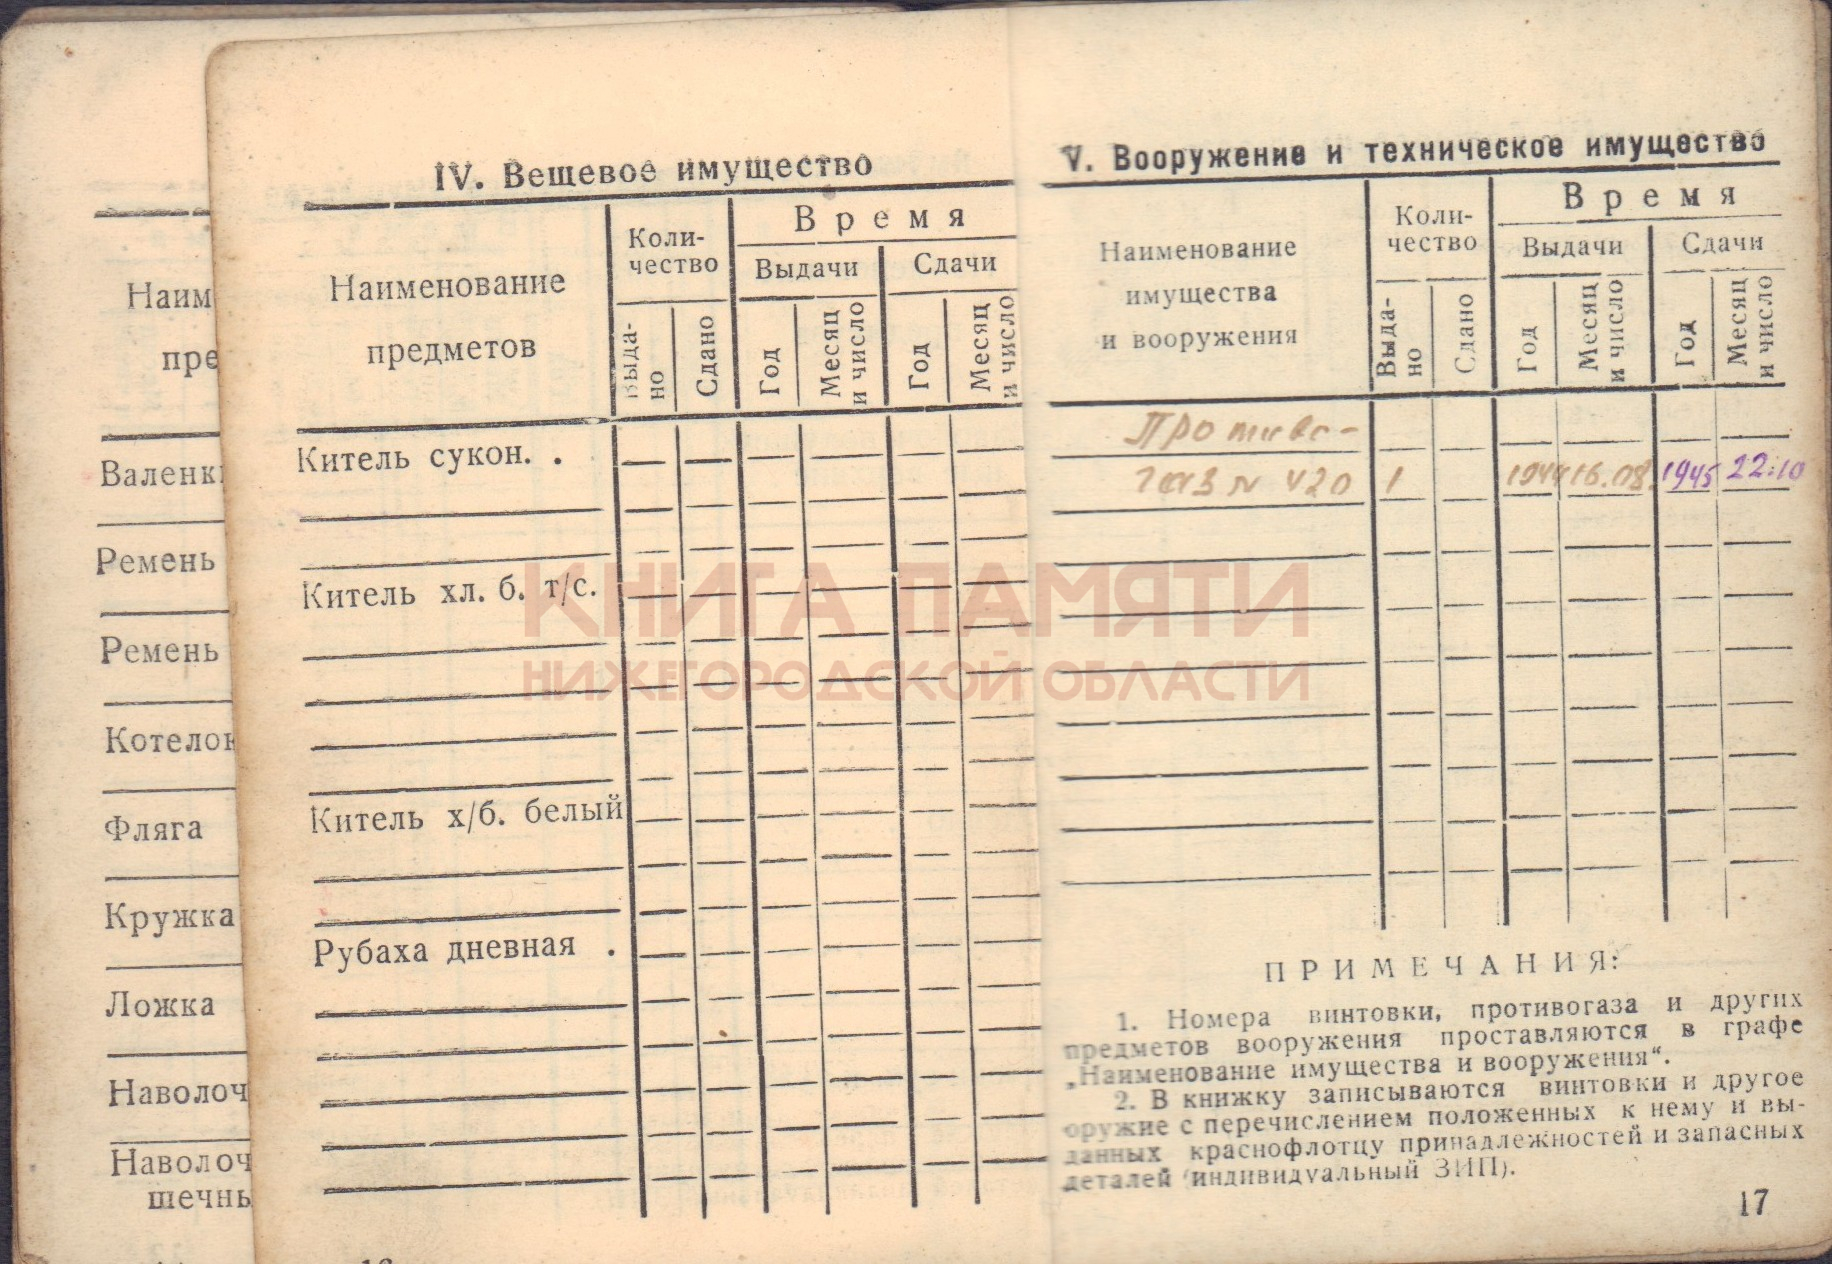 Наим
пре
Валенк
Ремень
Ремень
Котелок
Фляга
Кружка
Ложка
Наволоч
Наволоч
шечны
IV. Вещевое имущество
Наименование
предметов
Коли-
чество
Время
Выдачи
Сдачи
Выда-
но
Сдано
Год
Месяц
и число
Год
Месяц
и число
Китель сукон. .
Китель хл. б. т/с.
Китель х/б. белый
Рубаха дневная .
16
V. Вооружение и техническое имущество
Наименование
имущества
и вооружения
Коли-
чество
Время
Выдачи
Сдачи
Выда-
но
Сдано
Год
Месяц
и число
Год
Месяц
и число
Противо-
газ № 420 1 1944 16.08. 1945 22:10
КНИГА ПАМЯТИ
НИЖЕГОРОДСКОЙ ОБЛАСТИ
ПРИМЕЧАНИЯ:
1. Номера винтовки, противогаза и других
предметов вооружения проставляются в графе
„Наименование имущества и вооружения“.
2. В книжку записываются винтовки и другое
оружие с перечислением положенных к нему и вы-
данных краснофлотцу принадлежностей и запасных
деталей (индивидуальный ЗИП).
17